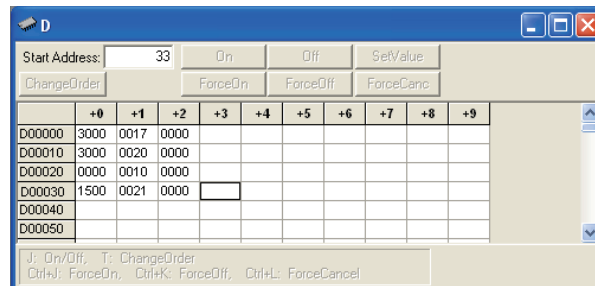 D
Start Address: 33 On Off SetValue
ChangeOrder ForceOn ForceOff ForceCanc
+0 +1 +2 +3 +4 +5 +6 +7 +8 +9
D00000 3000 0017 0000
D00010 3000 0020 0000
D00020 0000 0010 0000
D00030 1500 0021 0000
D00040
D00050
J: On/Off, T: ChangeOrder
Ctrl+J: ForceOn, Ctrl+K: ForceOff, Ctrl+L: ForceCancel